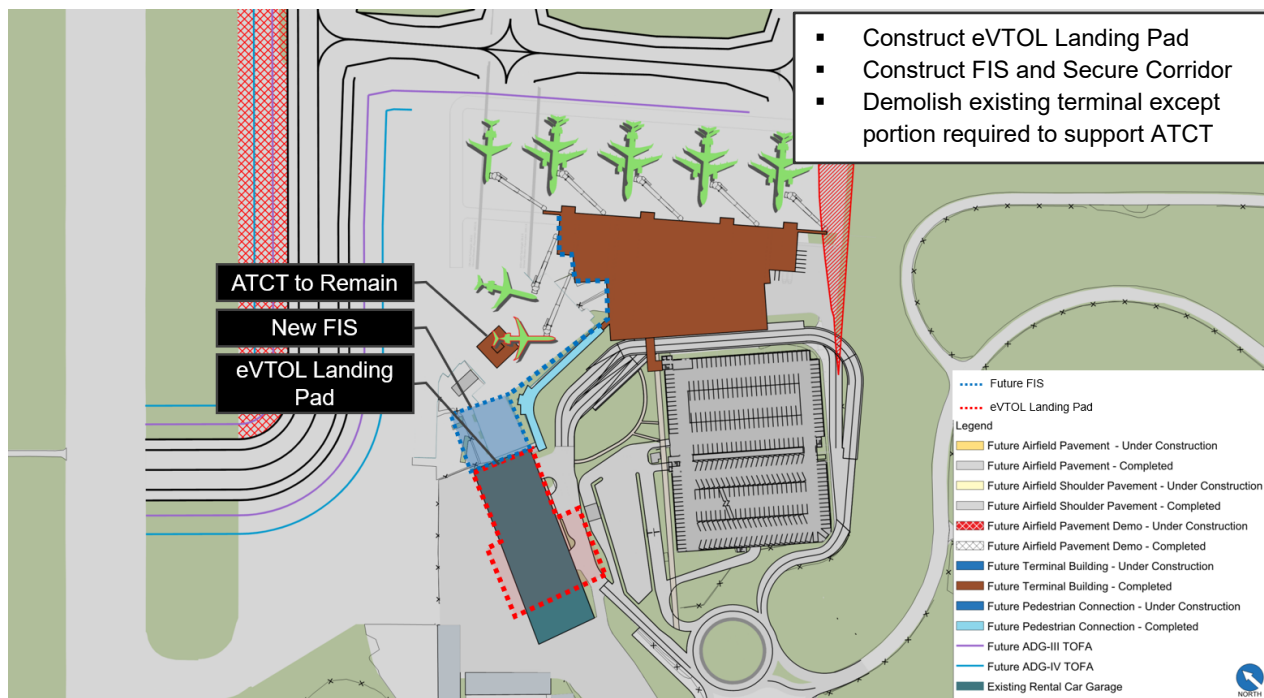 ▪ Construct eVTOL Landing Pad
▪ Construct FIS and Secure Corridor
▪ Demolish existing terminal except
portion required to support ATCT
ATCT to Remain
New FIS
eVTOL Landing
Pad
Future FIS
eVTOL Landing Pad
Legend
Future Airfield Pavement - Under Construction
Future Airfield Pavement - Completed
Future Airfield Shoulder Pavement - Under Construction
Future Airfield Shoulder Pavement - Completed
Future Airfield Pavement Demo - Under Construction
Future Airfield Pavement Demo - Completed
Future Terminal Building - Under Construction
Future Terminal Building - Completed
Future Pedestrian Connection - Under Construction
Future Pedestrian Connection - Completed
Future ADG-III TOFA
Future ADG-IV TOFA
Existing Rental Car Garage
NORTH